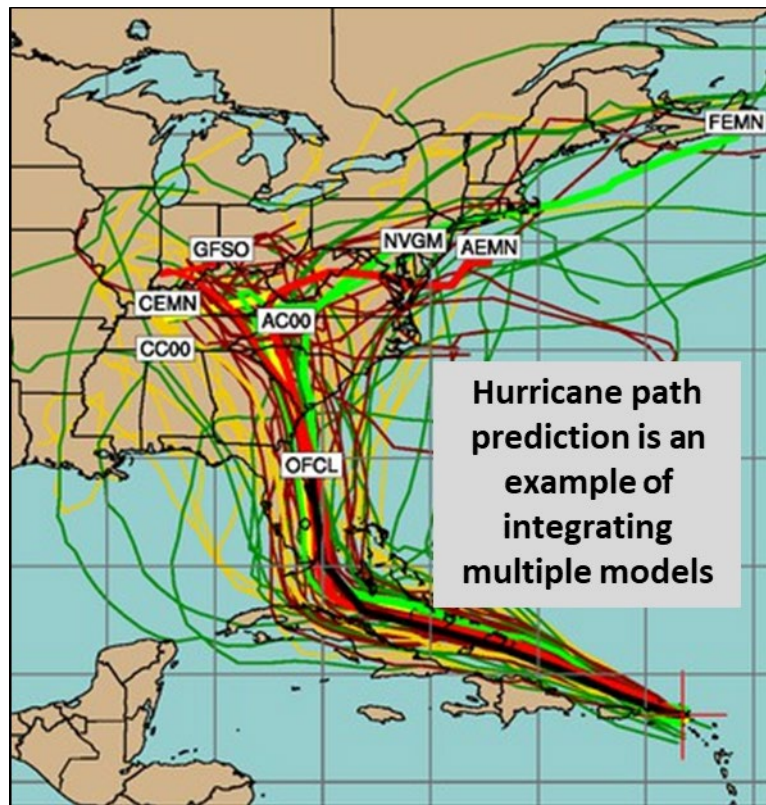 FEMN
NVGM
AEMN
GFSO
CEMN
AC00
CC00
OFCL
Hurricane path
prediction is an
example of
integrating
multiple models